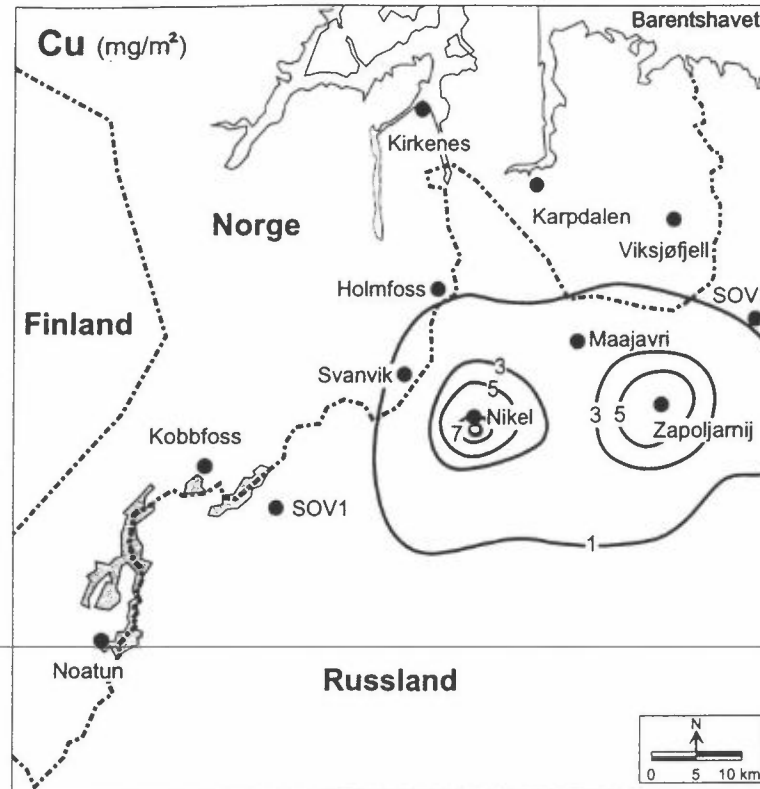 Cu (mg/m²)
Barentshavet
Kirkenes
Karpdalen
Norge
Viksjøfjell
Holmfoss
SOV
Finland
Maajavri
Svanvik
3
5
Nikel
3 5
7
Zapoljarnij
Kobbfoss
SOV1
1
Noatun
Russland
N
0 5 10 km